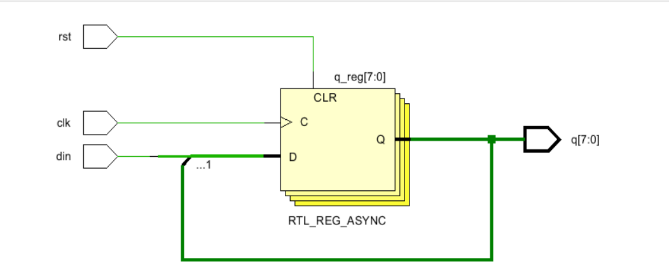 rst
q_reg[7:0]
CLR
clk
C
Q
q[7:0]
din
D
...1
RTL_REG_ASYNC